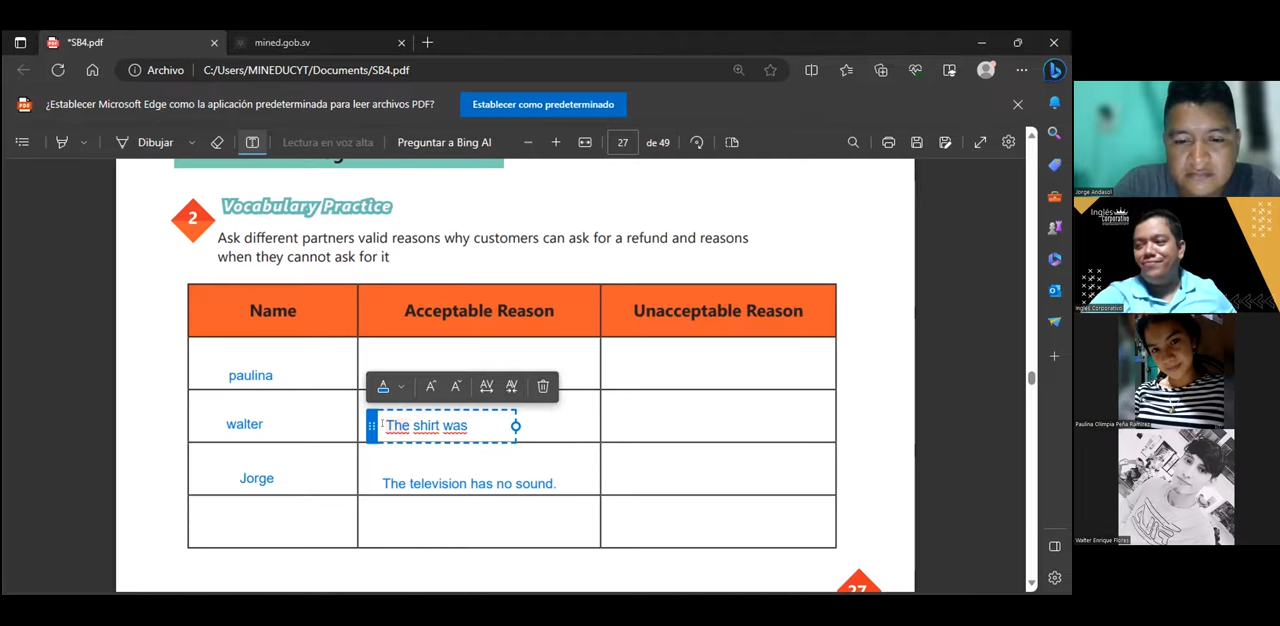 *SB4.pdf
mined.gob.sv
Archivo
C:/Users/MINEDUCYT/Documents/SB4.pdf
¿Establecer Microsoft Edge como la aplicación predeterminada para leer archivos PDF?
Establecer como predeterminado
Dibujar
Lectura en voz alta
Preguntar a Bing AI
27
de 49
2
Vocabulary Practice
Ask different partners valid reasons why customers can ask for a refund and reasons
when they cannot ask for it
Name
Acceptable Reason
Unacceptable Reason
paulina
walter
The shirt was
Jorge
The television has no sound.
27
Jorge Andasol
Inglés
Corporativo
Inglés Corporativo
Paulina Olimpia Peña Ramirez
Walter Enrique Flores